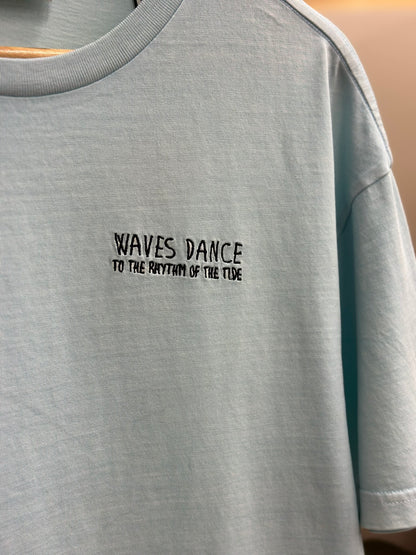 WAVES DANCE
TO THE RHYTHM OF THE TIDE